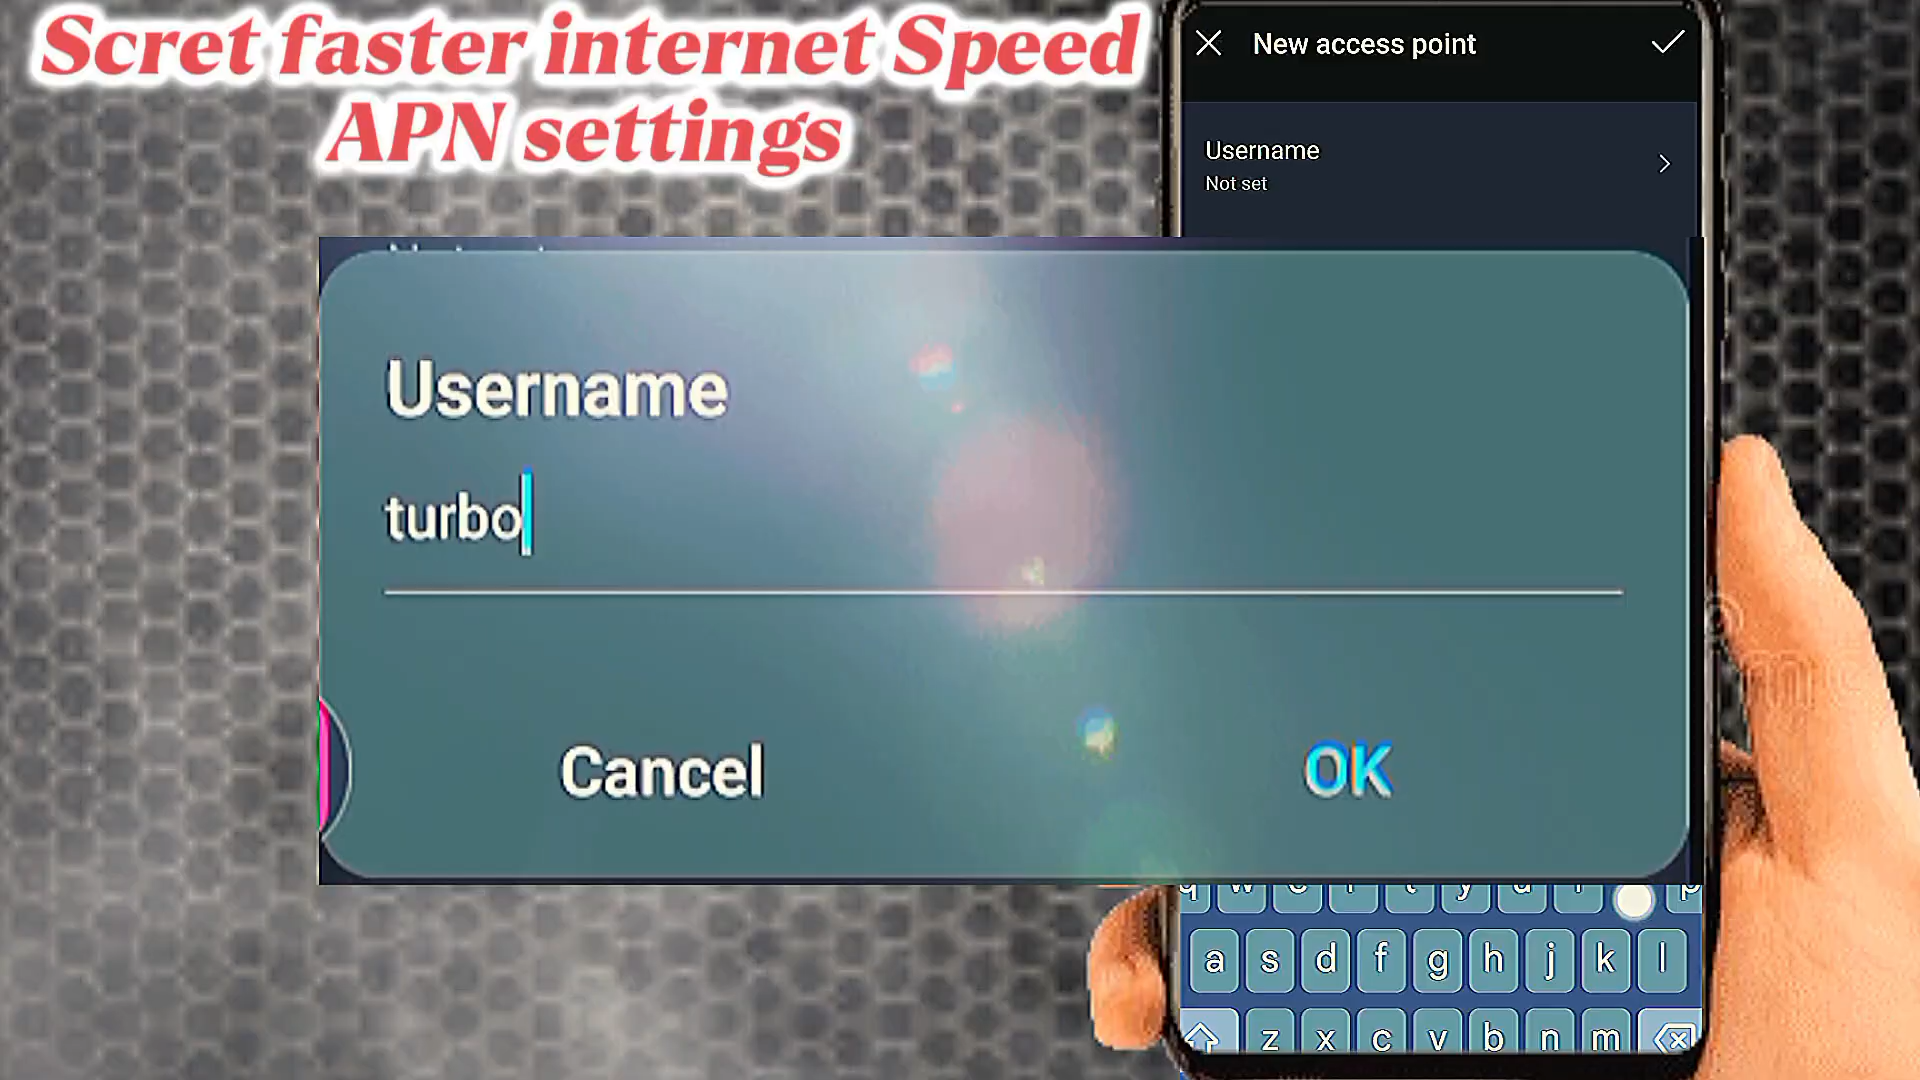 Scret faster internet Speed
APN settings
New access point
Username
Not set
Username
turbo
Cancel
OK
a s d f g h j k l
z x c v b n m